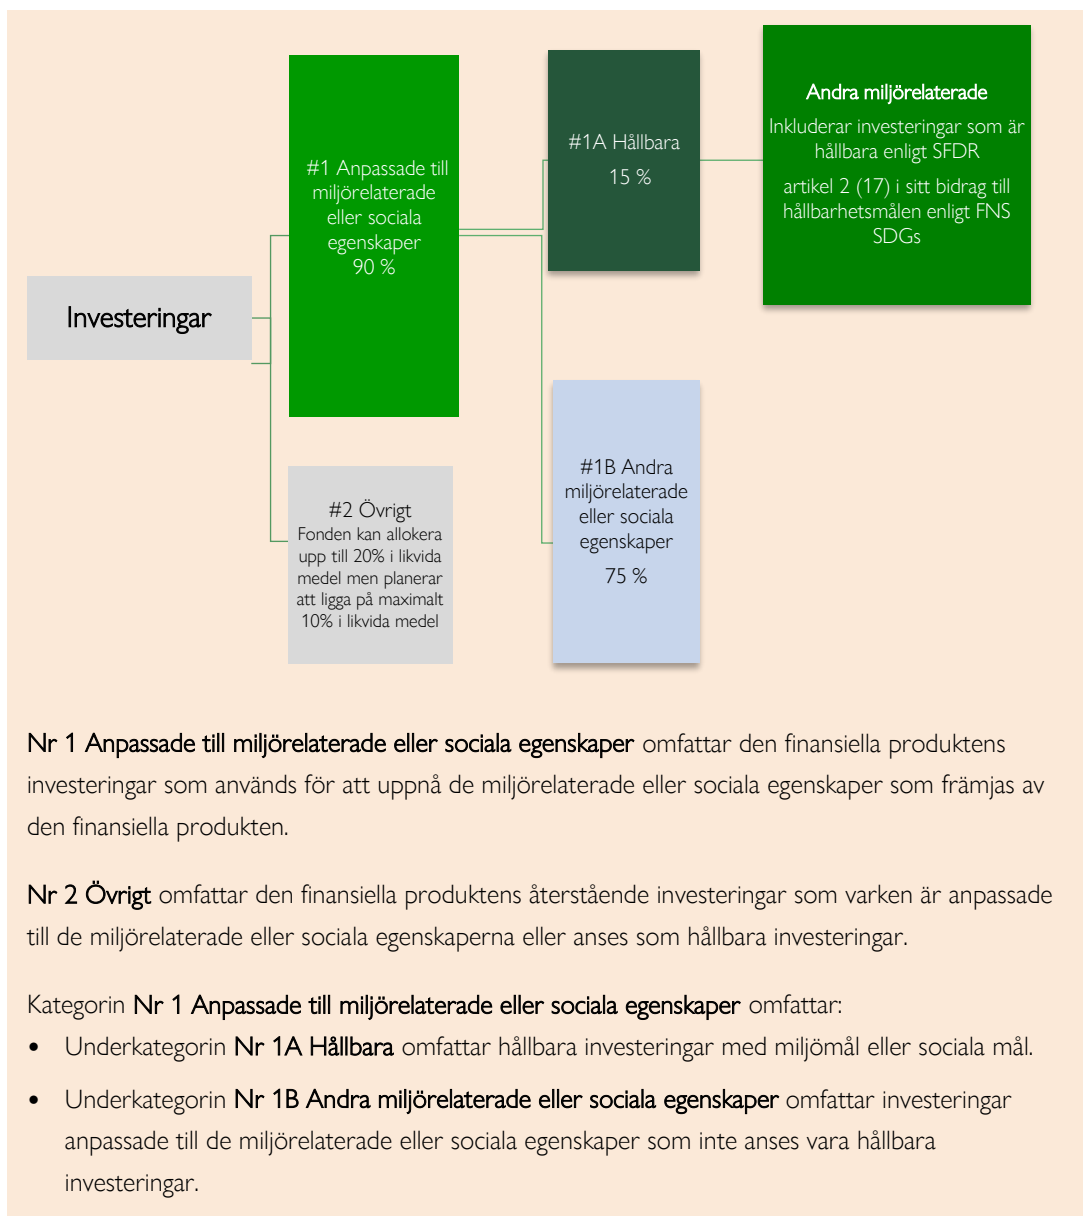 Investeringar
#1 Anpassade till
miljörelaterade
eller sociala
egenskaper
90 %
#2 Övrigt
Fonden kan allokera
upp till 20% i likvida
medel men planerar
att ligga på maximalt
10% i likvida medel
#1A Hållbara
15 %
#1B Andra
miljörelaterade
eller sociala
egenskaper
75 %
Andra miljörelaterade
Inkluderar investeringar som är
hållbara enligt SFDR
artikel 2 (17) i sitt bidrag till
hållbarhetsmålen enligt FNS
SDGs
Nr 1 Anpassade till miljörelaterade eller sociala egenskaper omfattar den finansiella produktens
investeringar som används för att uppnå de miljörelaterade eller sociala egenskaper som främjas av
den finansiella produkten.
Nr 2 Övrigt omfattar den finansiella produktens återstående investeringar som varken är anpassade
till de miljörelaterade eller sociala egenskaperna eller anses som hållbara investeringar.
Kategorin Nr 1 Anpassade till miljörelaterade eller sociala egenskaper omfattar:
• Underkategorin Nr 1A Hållbara omfattar hållbara investeringar med miljömål eller sociala mål.
• Underkategorin Nr 1B Andra miljörelaterade eller sociala egenskaper omfattar investeringar
anpassade till de miljörelaterade eller sociala egenskaper som inte anses vara hållbara
investeringar.